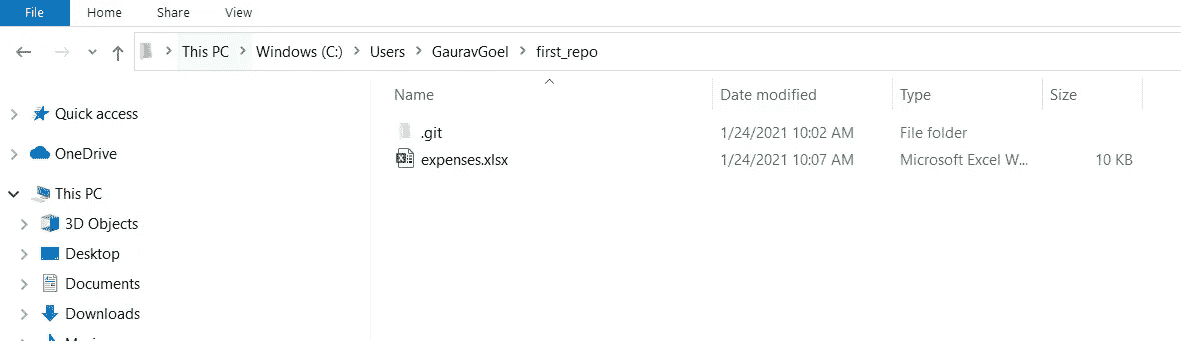 File Home Share View
This PC Windows (C:) Users GauravGoel first_repo
Name Date modified Type Size
.git 1/24/2021 10:02 AM File folder
expenses.xlsx 1/24/2021 10:07 AM Microsoft Excel W... 10 KB
Quick access
OneDrive
This PC
3D Objects
Desktop
Documents
Downloads